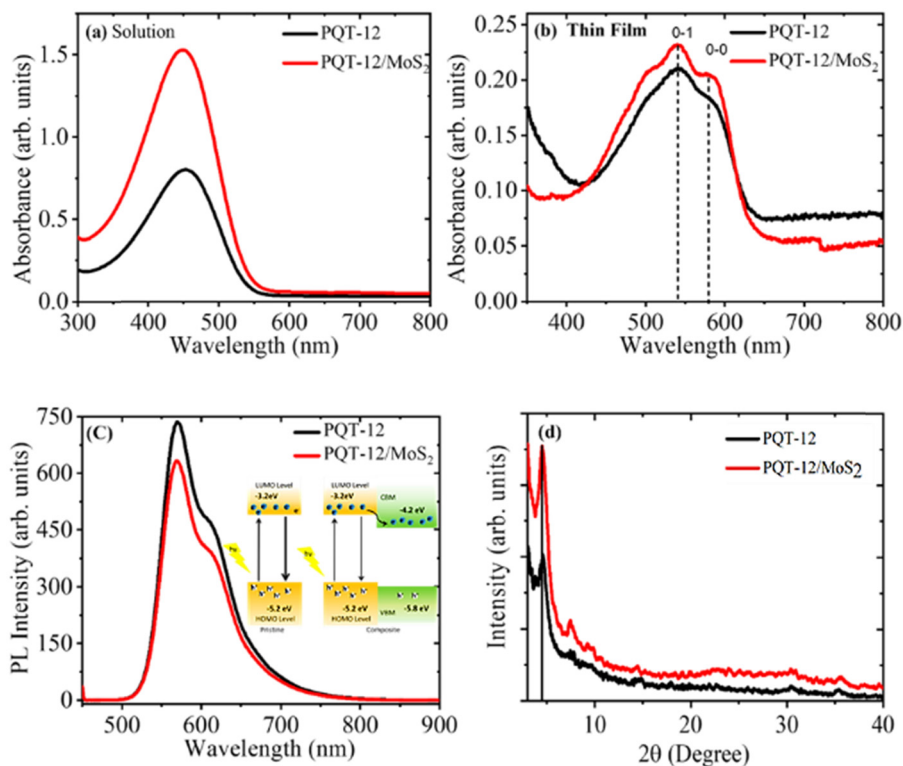 (a) Solution
PQT-12
PQT-12/MoS₂
Absorbance (arb. units)
1.5
1.0
0.5
0.0
300 400 500 600 700 800
Wavelength (nm)
(b) Thin Film
0-1
0-0
PQT-12
PQT-12/MoS₂
Absorbance (arb. units)
0.25
0.20
0.15
0.10
0.05
0.00
400 500 600 700 800
Wavelength (nm)
(C)
PQT-12
PQT-12/MoS₂
PL Intensity (arb. units)
750
600
450
300
150
0
500 600 700 800 900
Wavelength (nm)
LUMO Level
-3.2eV
hν
-5.2 eV
HOMO Level
Pristine
LUMO Level
-3.2eV
CBM
-4.2 eV
hν
-5.2 eV
HOMO Level
VBM
-5.8 eV
Composite
(d)
PQT-12
PQT-12/MoS2
Intensity (arb. units)
10 20 30 40
2θ (Degree)